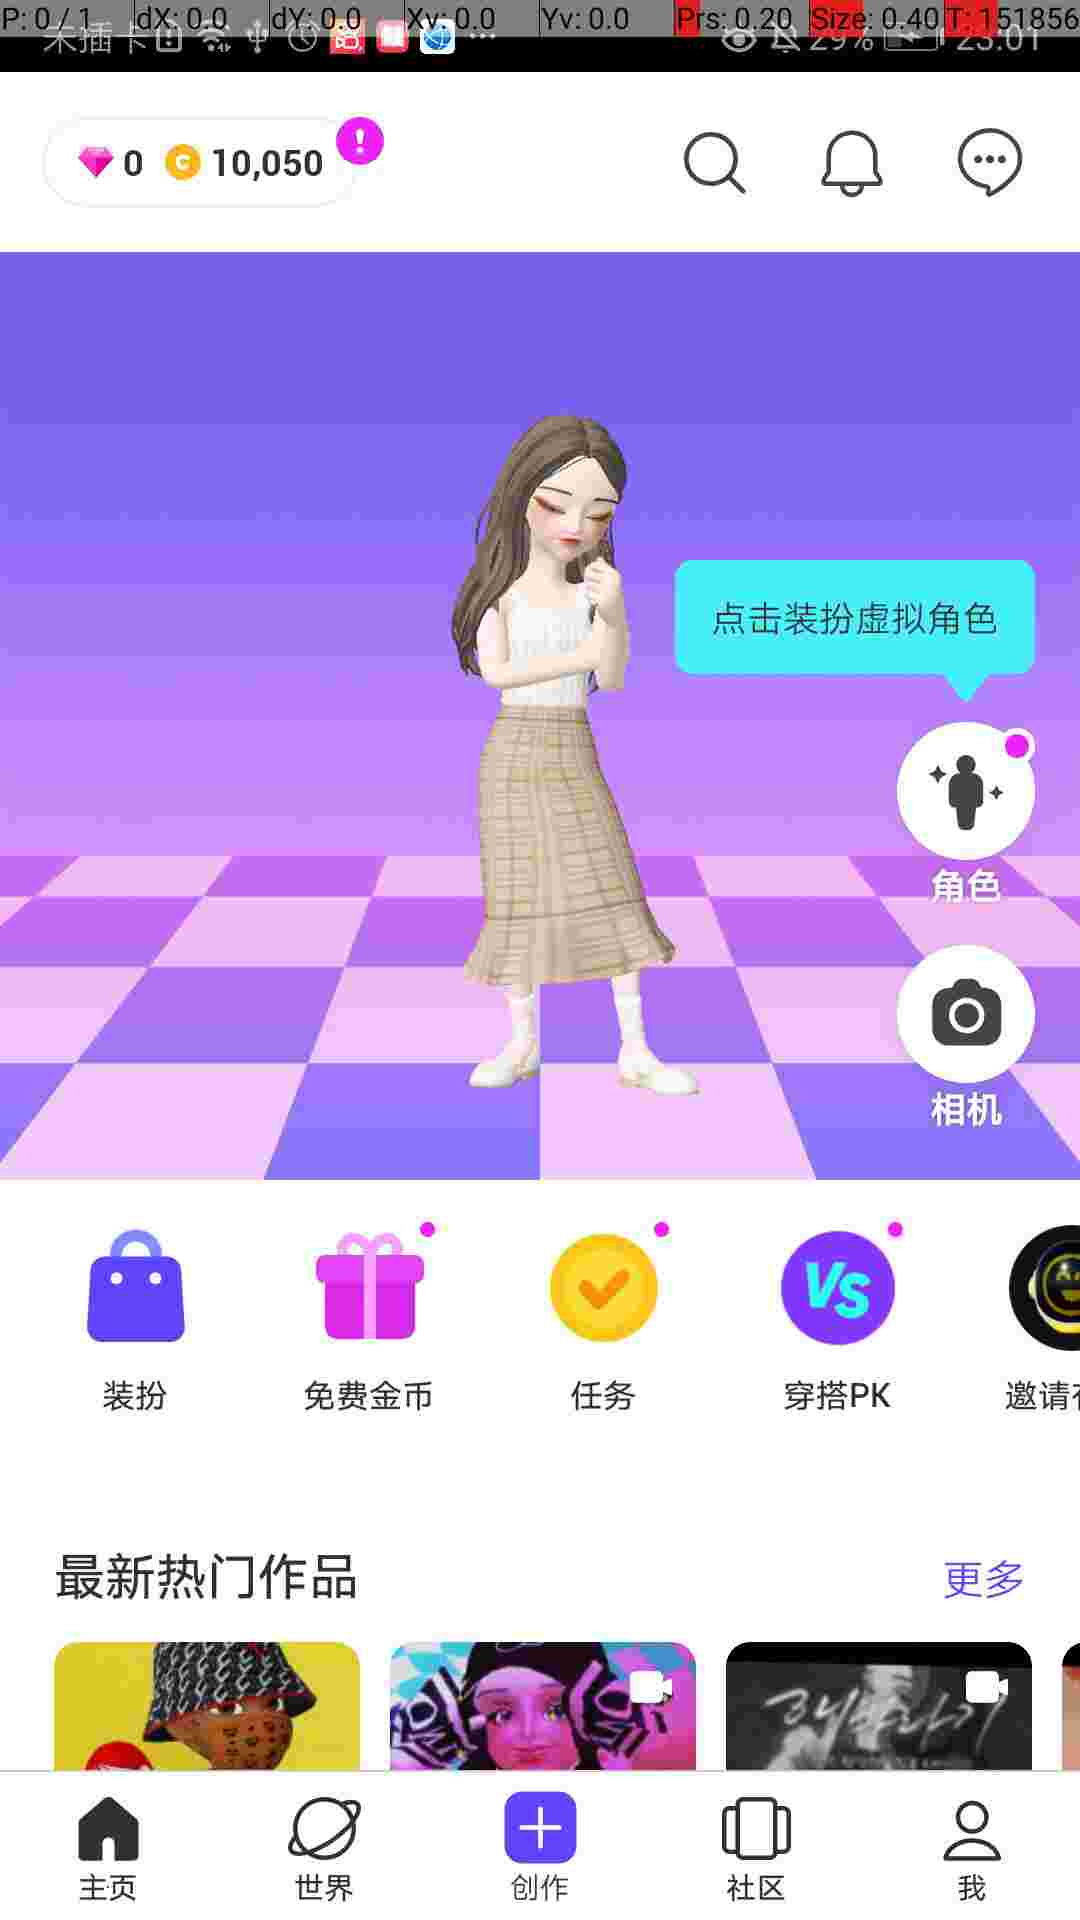 P: 0 / 1 dX: 0.0 dY: 0.0 Xv: 0.0 Yv: 0.0 Prs: 0.20 Size: 0.40 T: 151856
未插卡 29% 23:01
0 10,050
点击装扮虚拟角色
角色
相机
VS
装扮 免费金币 任务 穿搭PK 邀请
最新热门作品 更多
主页 世界 创作 社区 我